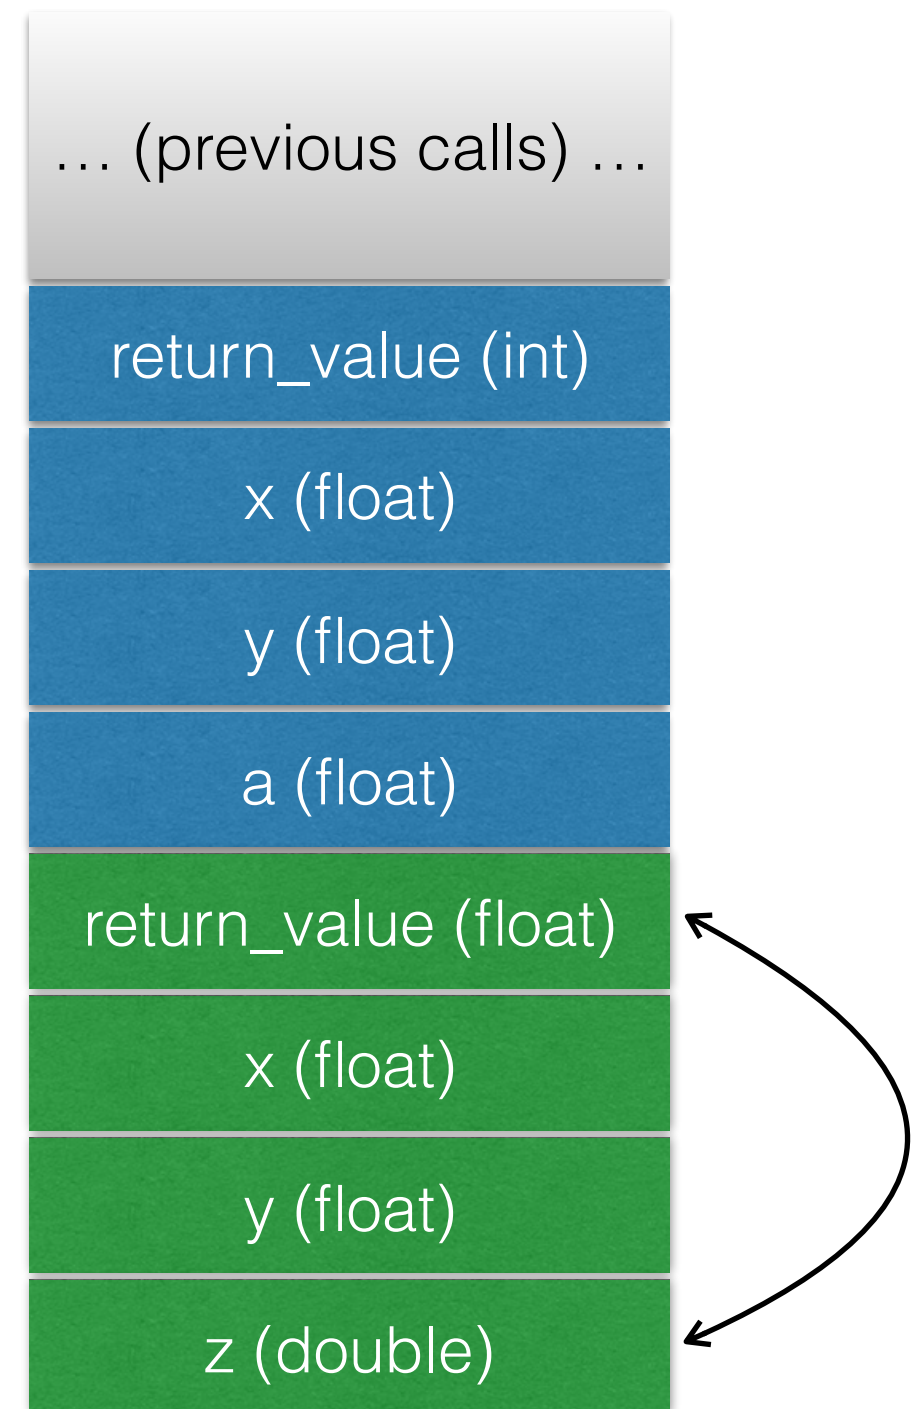 … (previous calls) …
return_value (int)
x (float)
y (float)
a (float)
return_value (float)
x (float)
y (float)
z (double)